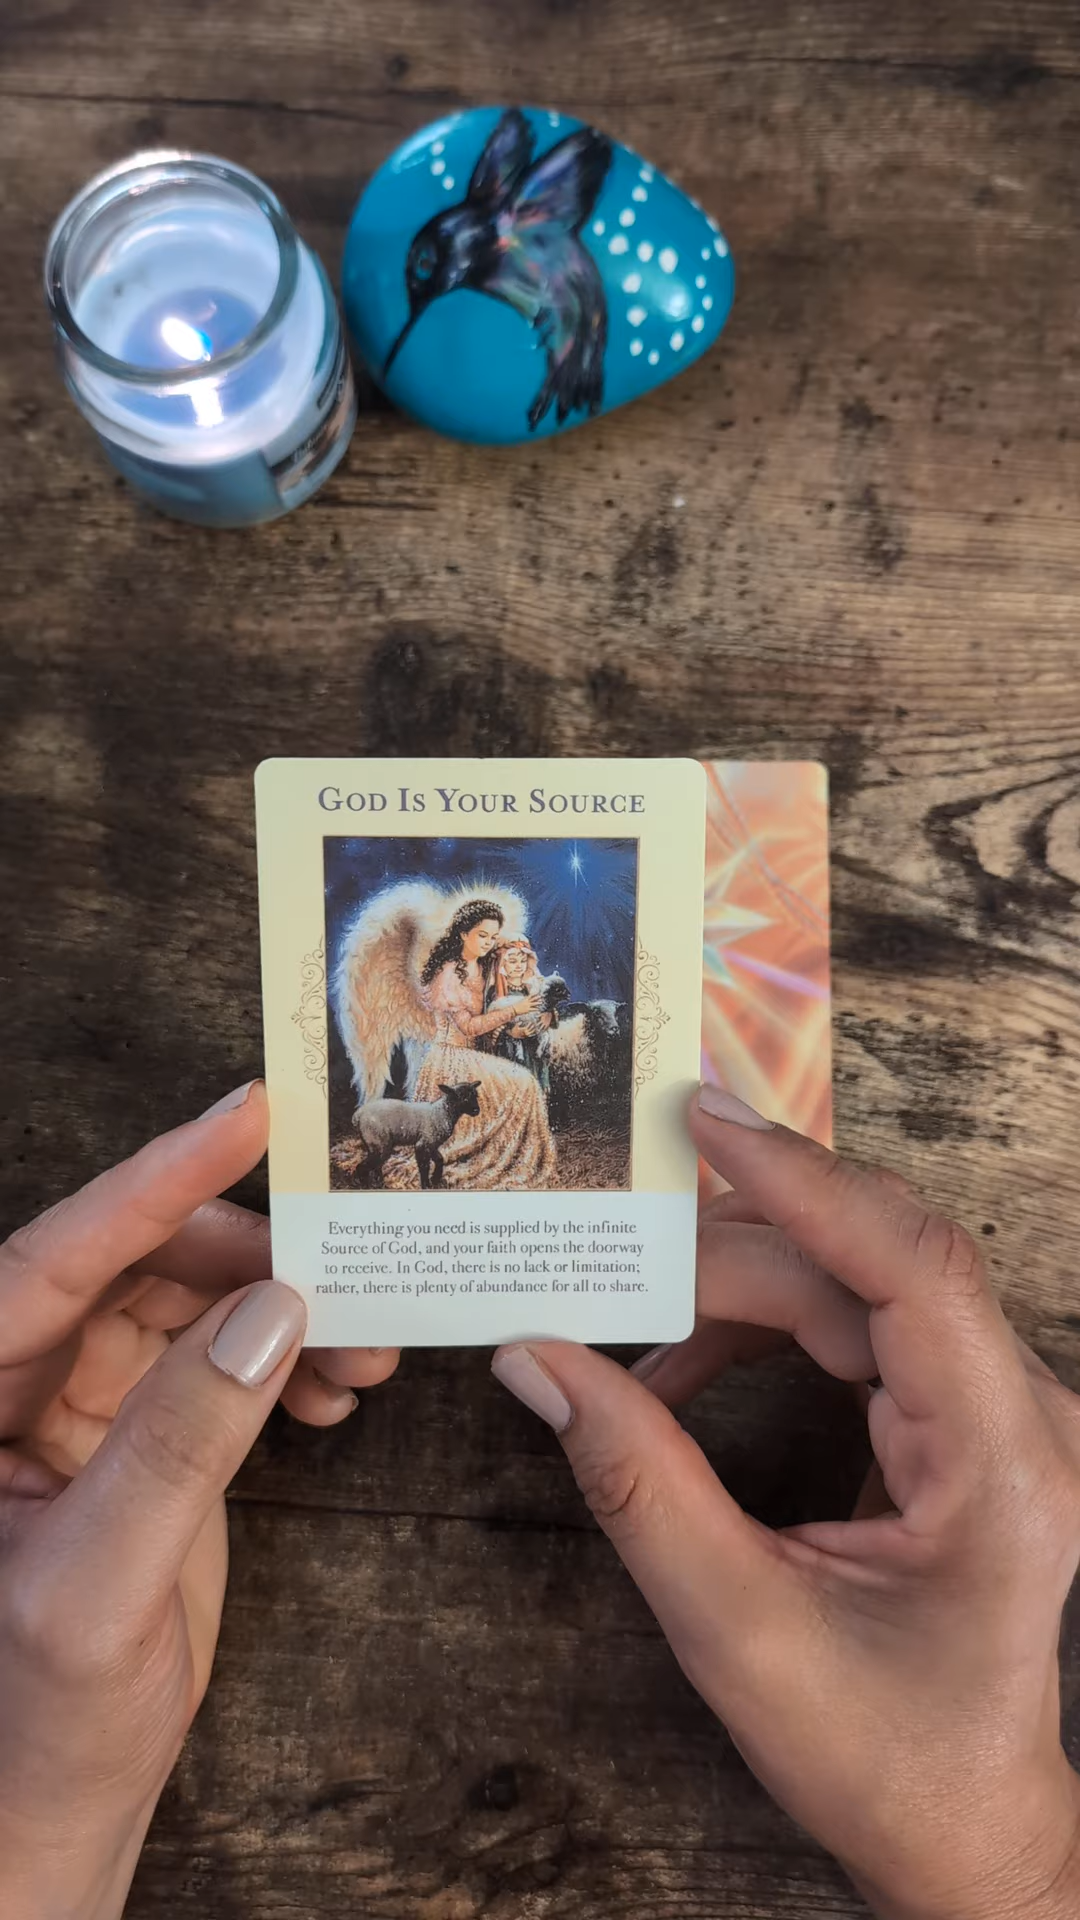 God Is Your Source
Everything you need is supplied by the infinite
Source of God, and your faith opens the doorway
to receive. In God, there is no lack or limitation;
rather, there is plenty of abundance for all to share.